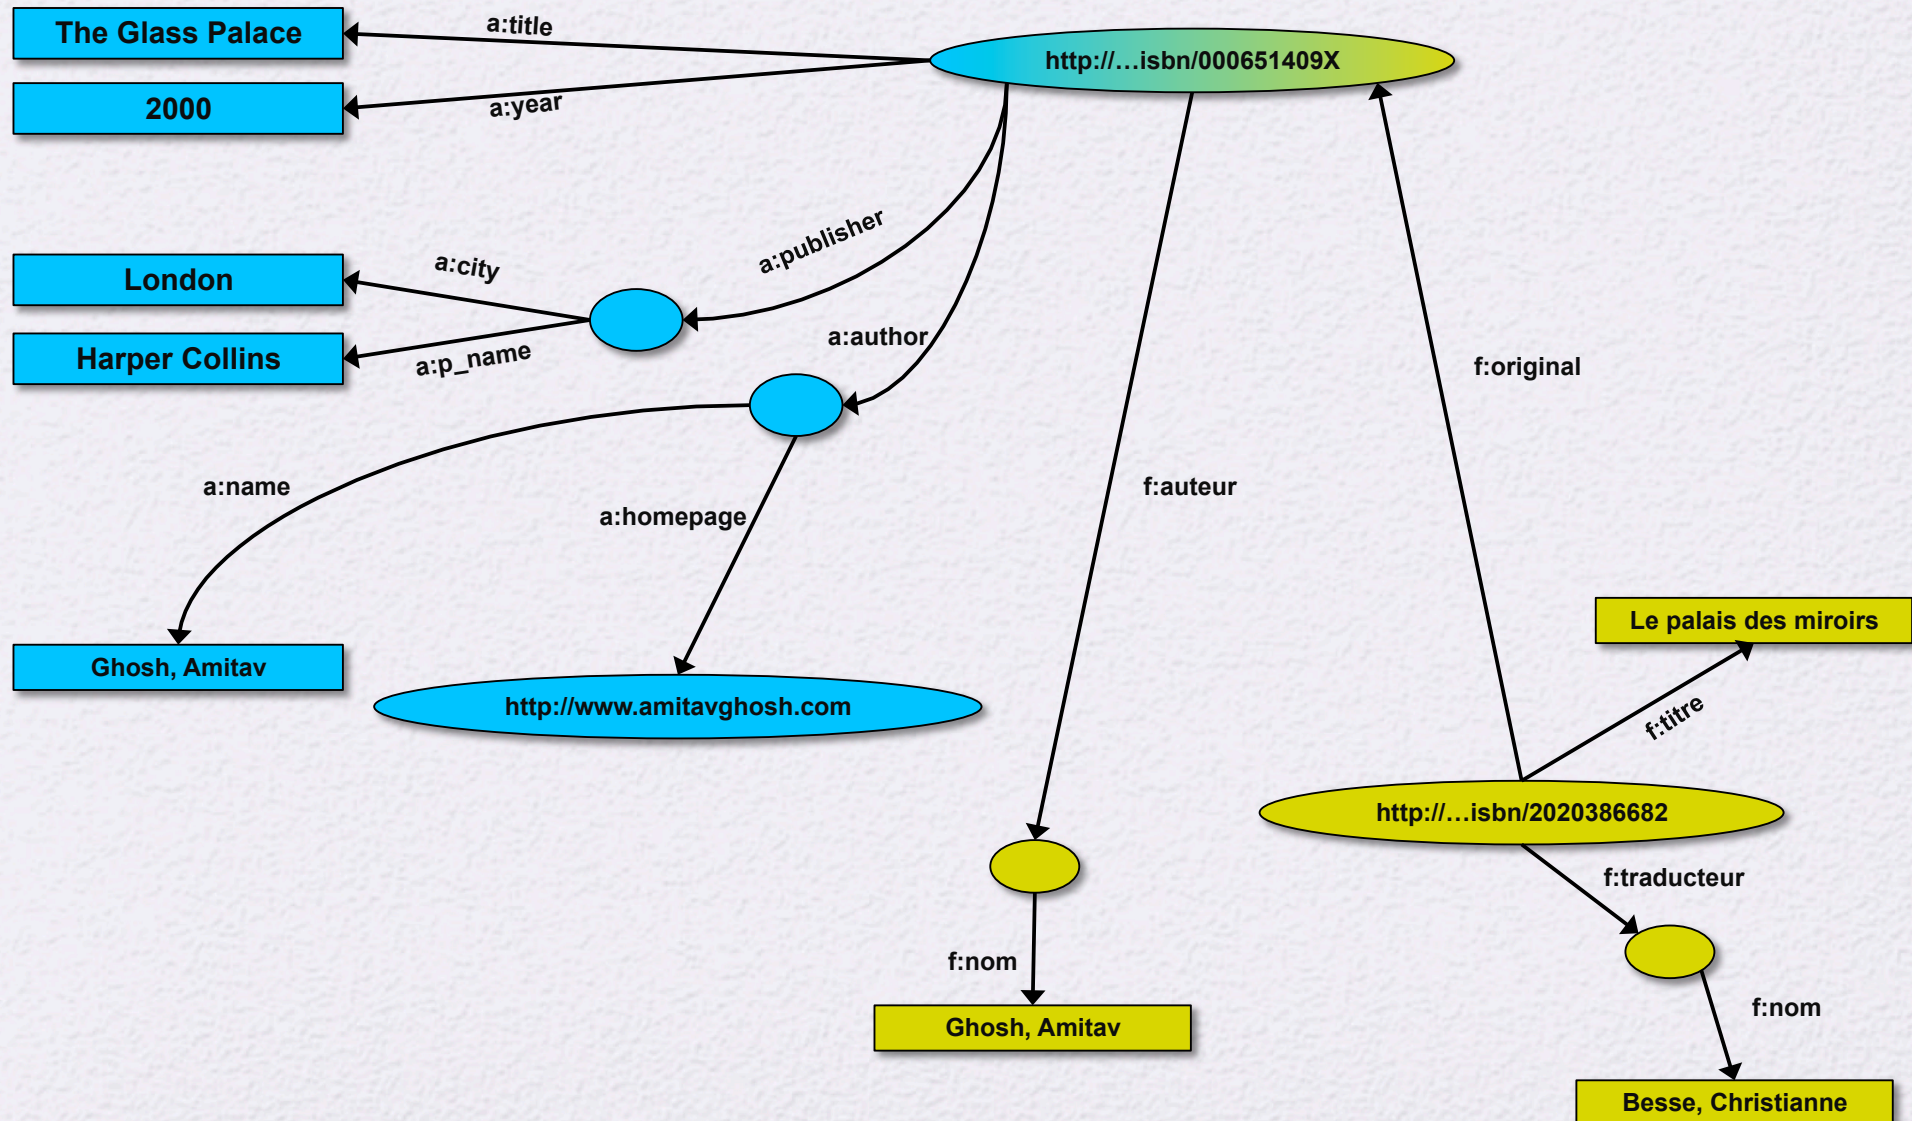 The Glass Palace
a:title
http://…isbn/000651409X
2000
a:year
a:publisher
London
a:city
a:author
Harper Collins
a:p_name
f:original
a:name
a:homepage
f:auteur
Le palais des miroirs
Ghosh, Amitav
http://www.amitavghosh.com
f:titre
http://…isbn/2020386682
f:traducteur
f:nom
f:nom
Ghosh, Amitav
Besse, Christianne